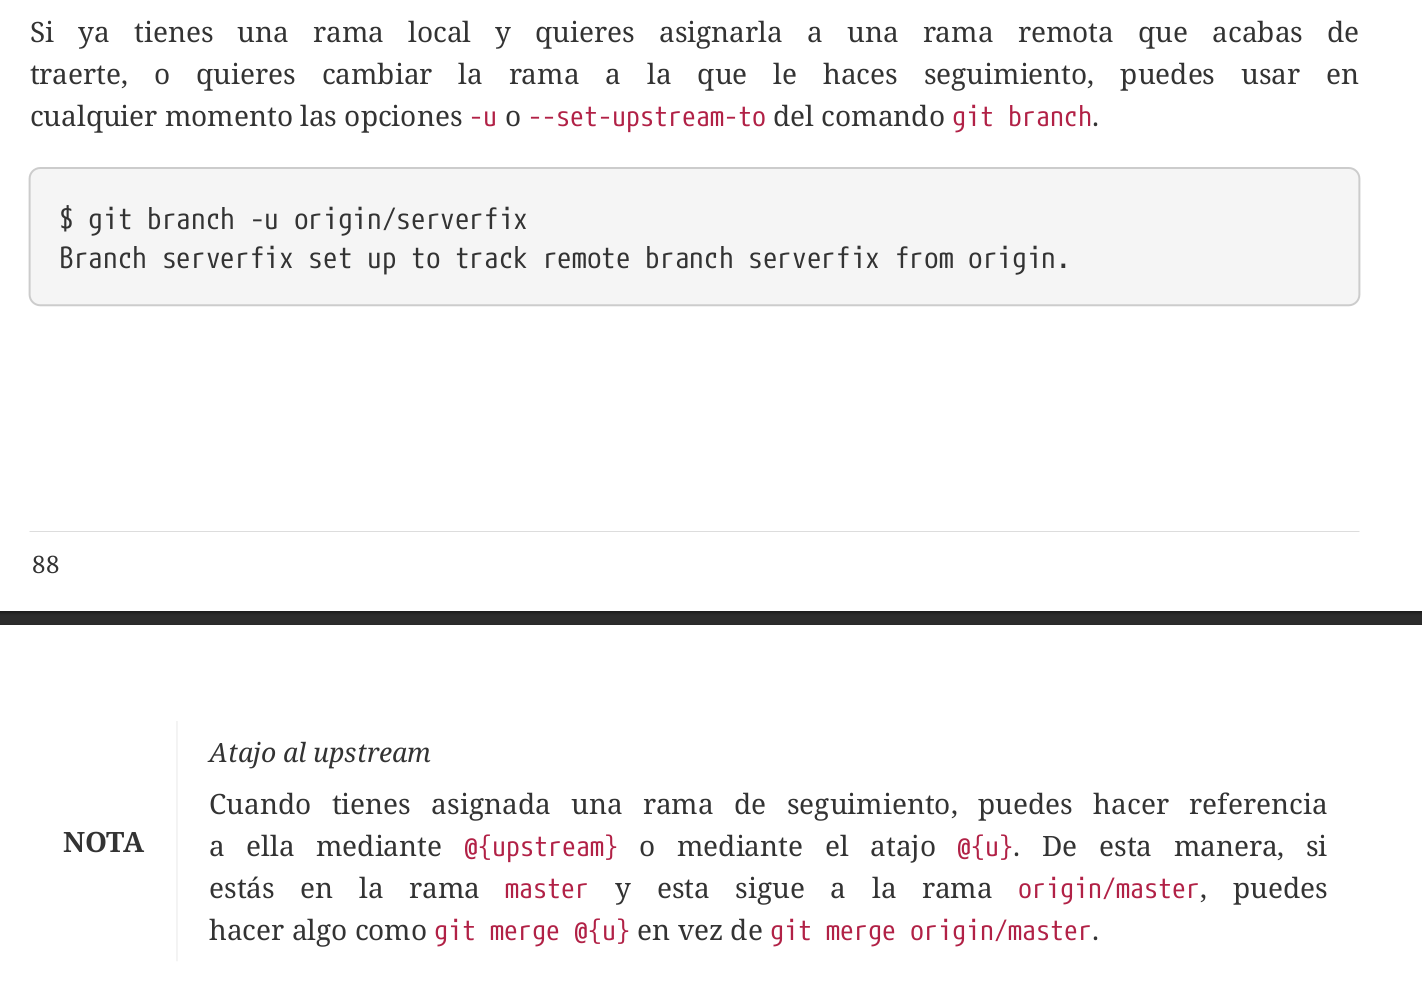 Si ya tienes una rama local y quieres asignarla a una rama remota que acabas de
traerte, o quieres cambiar la rama a la que le haces seguimiento, puedes usar en
cualquier momento las opciones -u o --set-upstream-to del comando git branch.
$ git branch -u origin/serverfix
Branch serverfix set up to track remote branch serverfix from origin.
88
NOTA
Atajo al upstream
Cuando tienes asignada una rama de seguimiento, puedes hacer referencia
a ella mediante @{upstream} o mediante el atajo @{u}. De esta manera, si
estás en la rama master y esta sigue a la rama origin/master, puedes
hacer algo como git merge @{u} en vez de git merge origin/master.